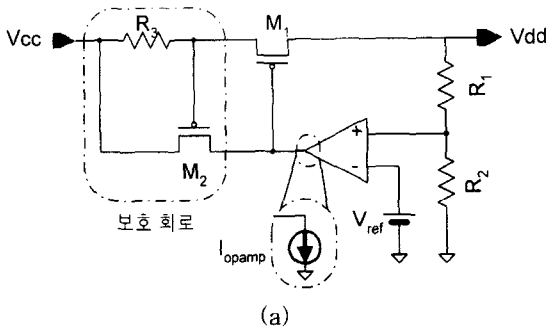 R3
M1
Vcc
Vdd
R1
M2
보호 회로
+
-
R2
Vref
Iopamp
(a)